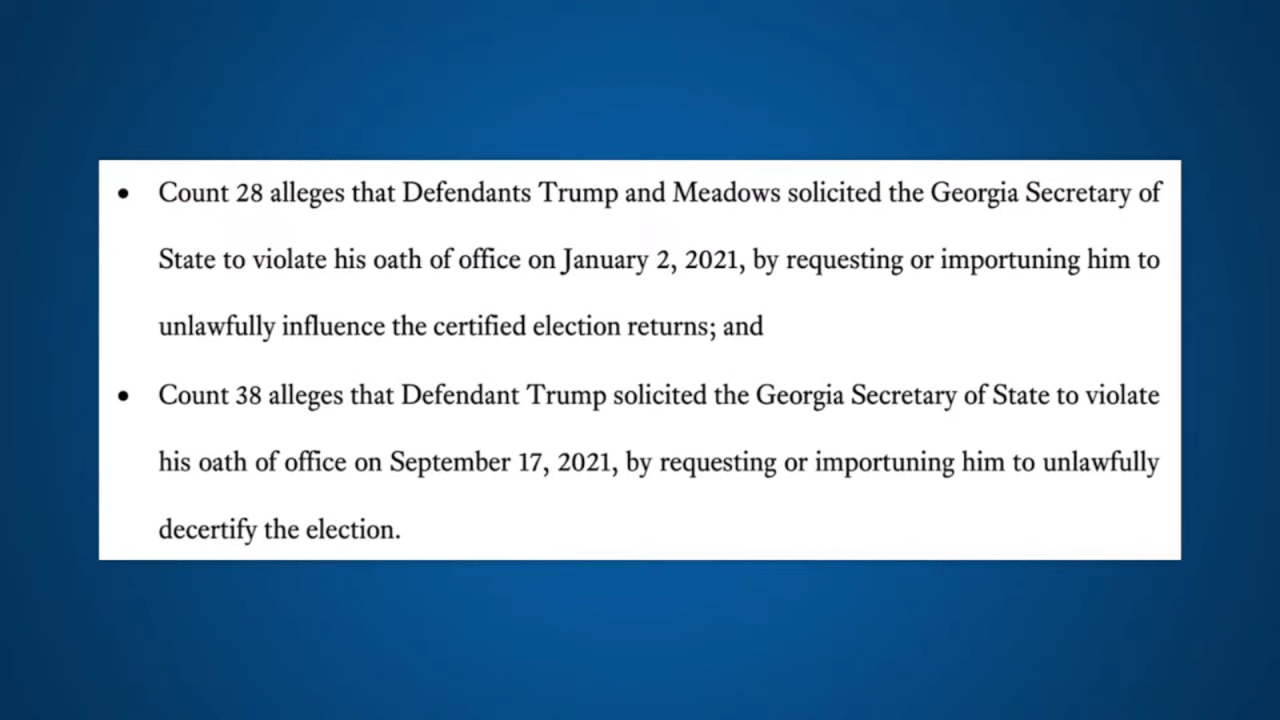 • Count 28 alleges that Defendants Trump and Meadows solicited the Georgia Secretary of
State to violate his oath of office on January 2, 2021, by requesting or importuning him to
unlawfully influence the certified election returns; and
• Count 38 alleges that Defendant Trump solicited the Georgia Secretary of State to violate
his oath of office on September 17, 2021, by requesting or importuning him to unlawfully
decertify the election.